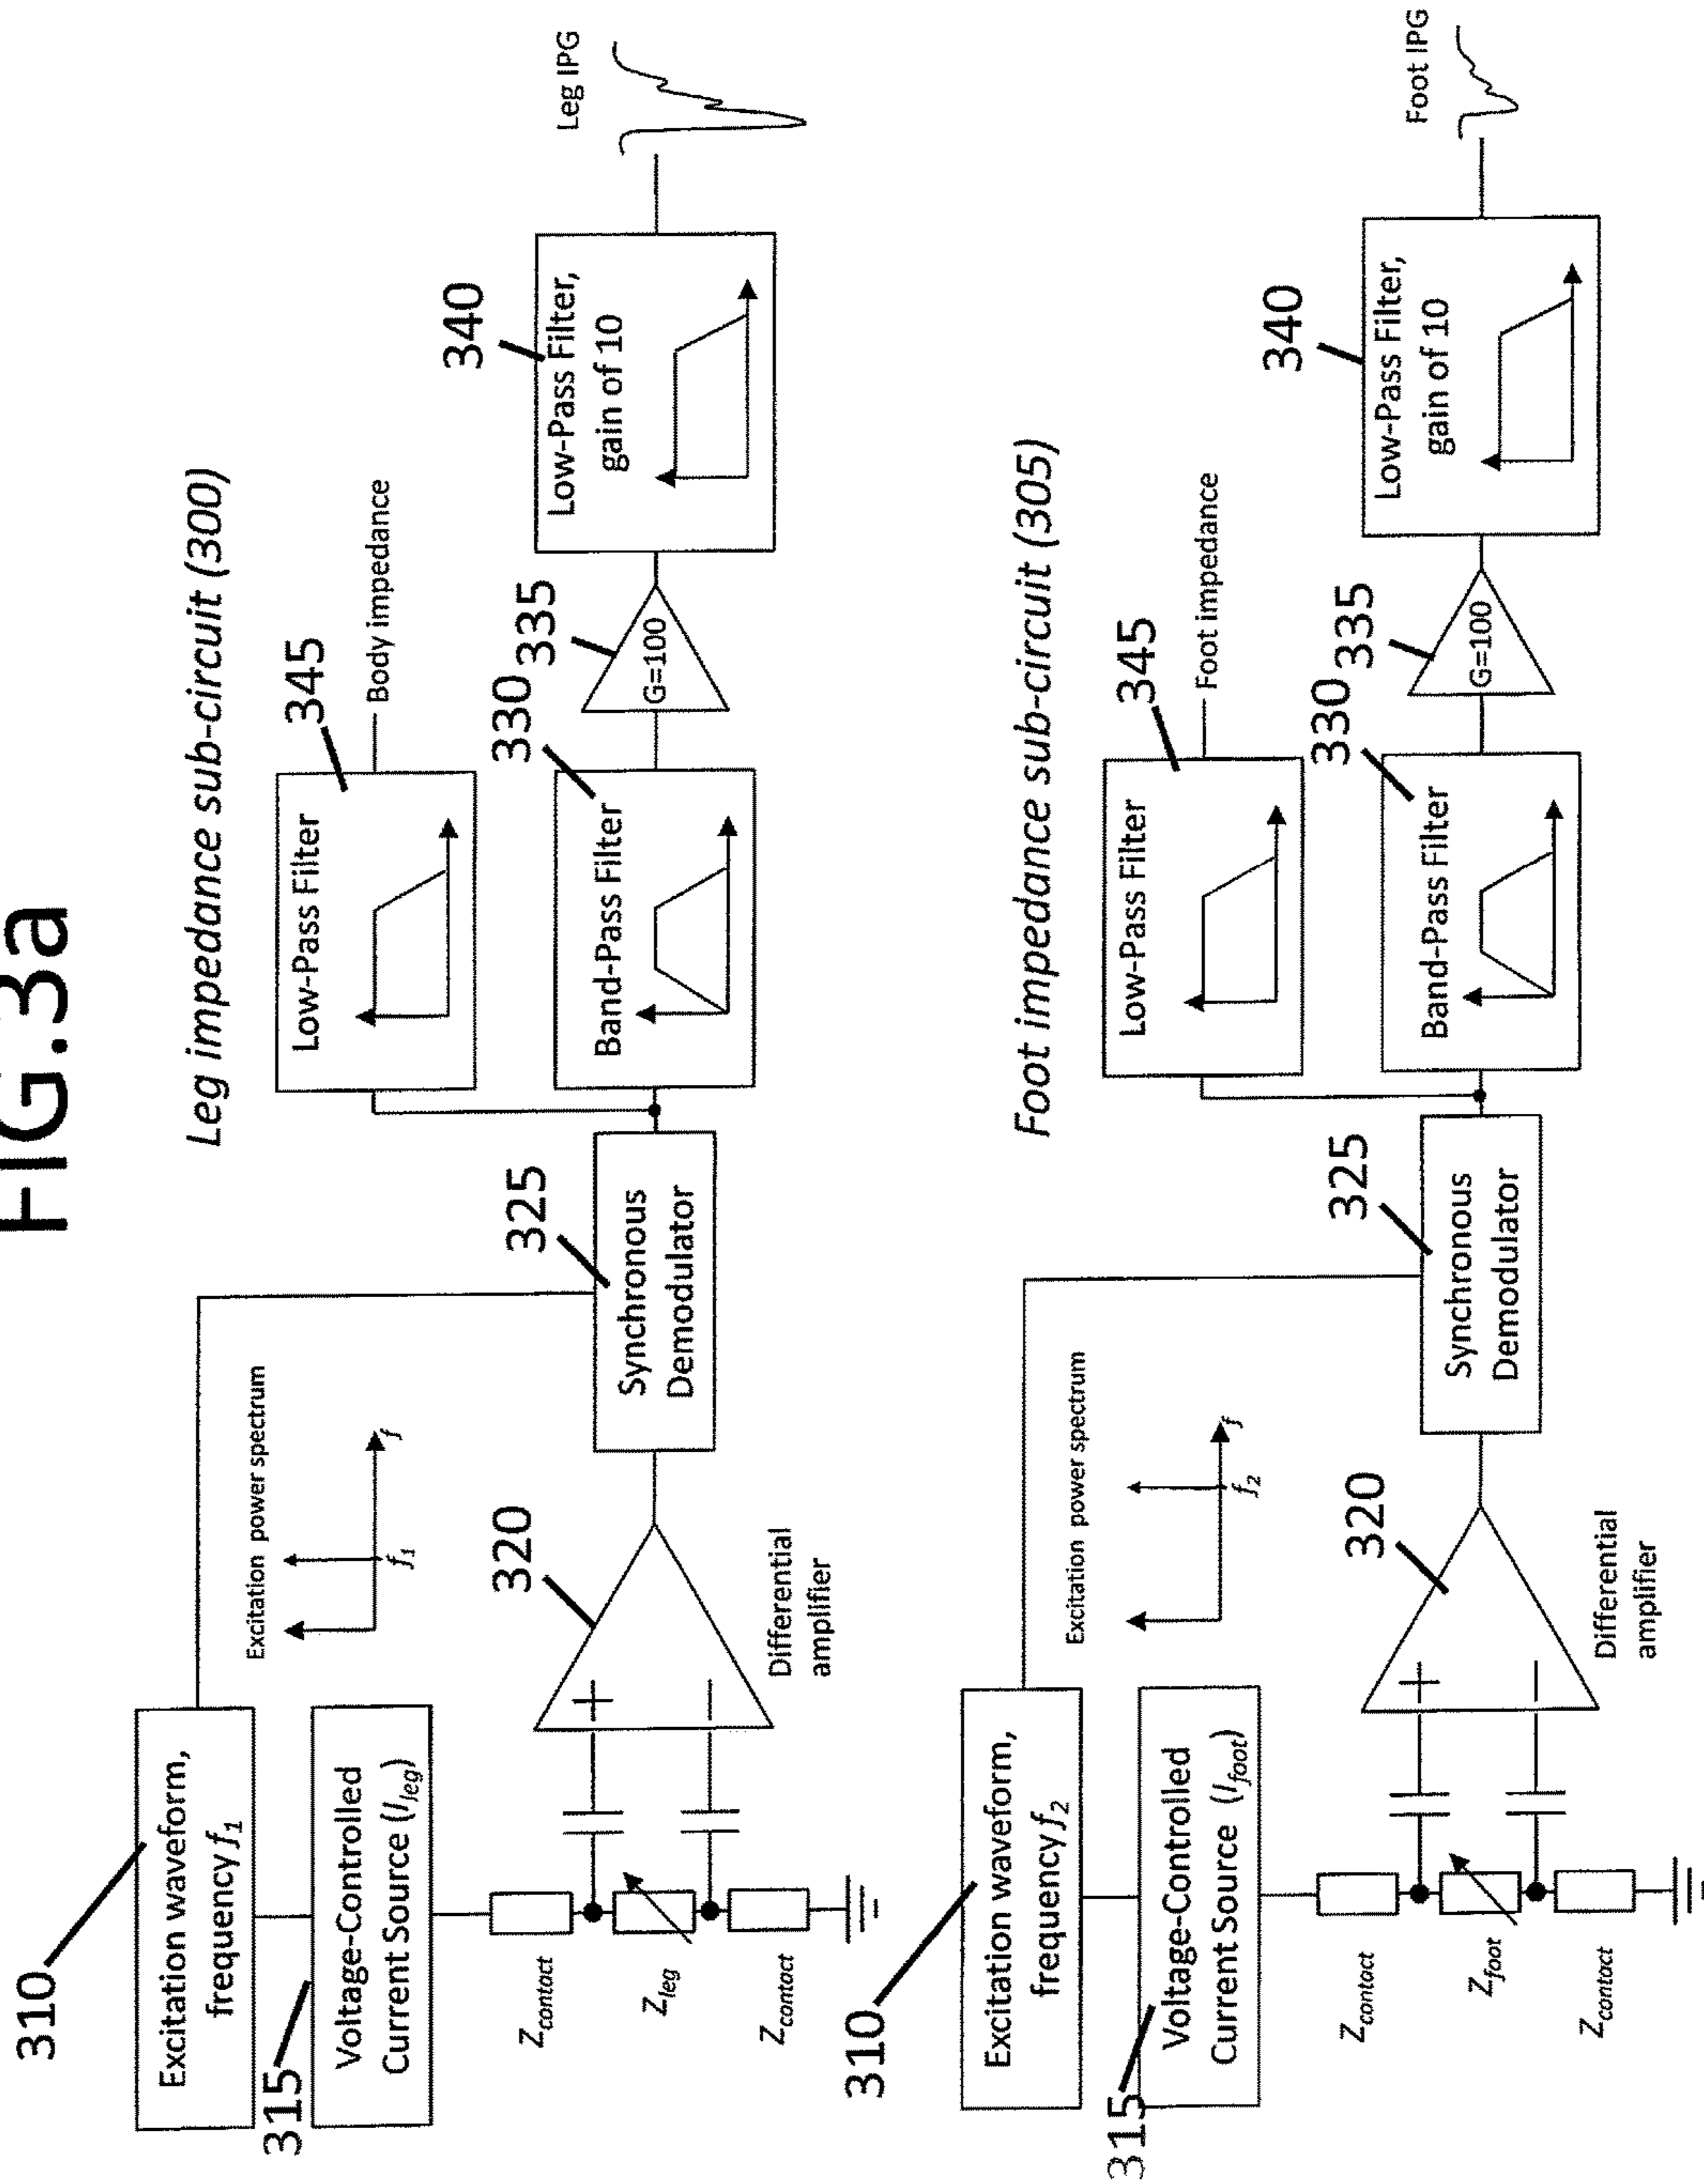 FIG.3a
Leg impedance sub-circuit (300)
310
Excitation waveform,
frequency f1
Excitation power spectrum
f1
f
315
Voltage-Controlled
Current Source (Ileg)
Zcontact
Zleg
Zcontact
+
−
320
Differential
amplifier
325
Synchronous
Demodulator
345
Low-Pass Filter
Body impedance
330
Band-Pass Filter
335
G=100
340
Low-Pass Filter,
gain of 10
Leg IPG
Foot impedance sub-circuit (305)
310
Excitation waveform,
frequency f2
Excitation power spectrum
f2
f
315
Voltage-Controlled
Current Source (Ifoot)
Zcontact
Zfoot
Zcontact
+
−
320
Differential
amplifier
325
Synchronous
Demodulator
345
Low-Pass Filter
Foot impedance
330
Band-Pass Filter
335
G=100
340
Low-Pass Filter,
gain of 10
Foot IPG